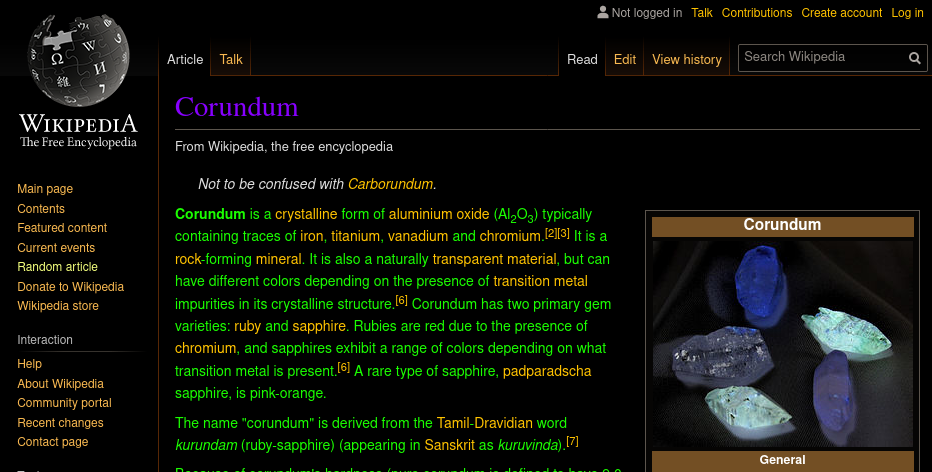 Not logged in Talk Contributions Create account Log in
Article Talk Read Edit View history Search Wikipedia
WIKIPEDIA
The Free Encyclopedia
Main page
Contents
Featured content
Current events
Random article
Donate to Wikipedia
Wikipedia store
Interaction
Help
About Wikipedia
Community portal
Recent changes
Contact page
Corundum
From Wikipedia, the free encyclopedia
Not to be confused with Carborundum.
Corundum is a crystalline form of aluminium oxide (Al2O3) typically
containing traces of iron, titanium, vanadium and chromium.[2][3] It is a
rock-forming mineral. It is also a naturally transparent material, but can
have different colors depending on the presence of transition metal
impurities in its crystalline structure.[6] Corundum has two primary gem
varieties: ruby and sapphire. Rubies are red due to the presence of
chromium, and sapphires exhibit a range of colors depending on what
transition metal is present.[6] A rare type of sapphire, padparadscha
sapphire, is pink-orange.
The name "corundum" is derived from the Tamil-Dravidian word
kurundam (ruby-sapphire) (appearing in Sanskrit as kuruvinda).[7]
Corundum
General